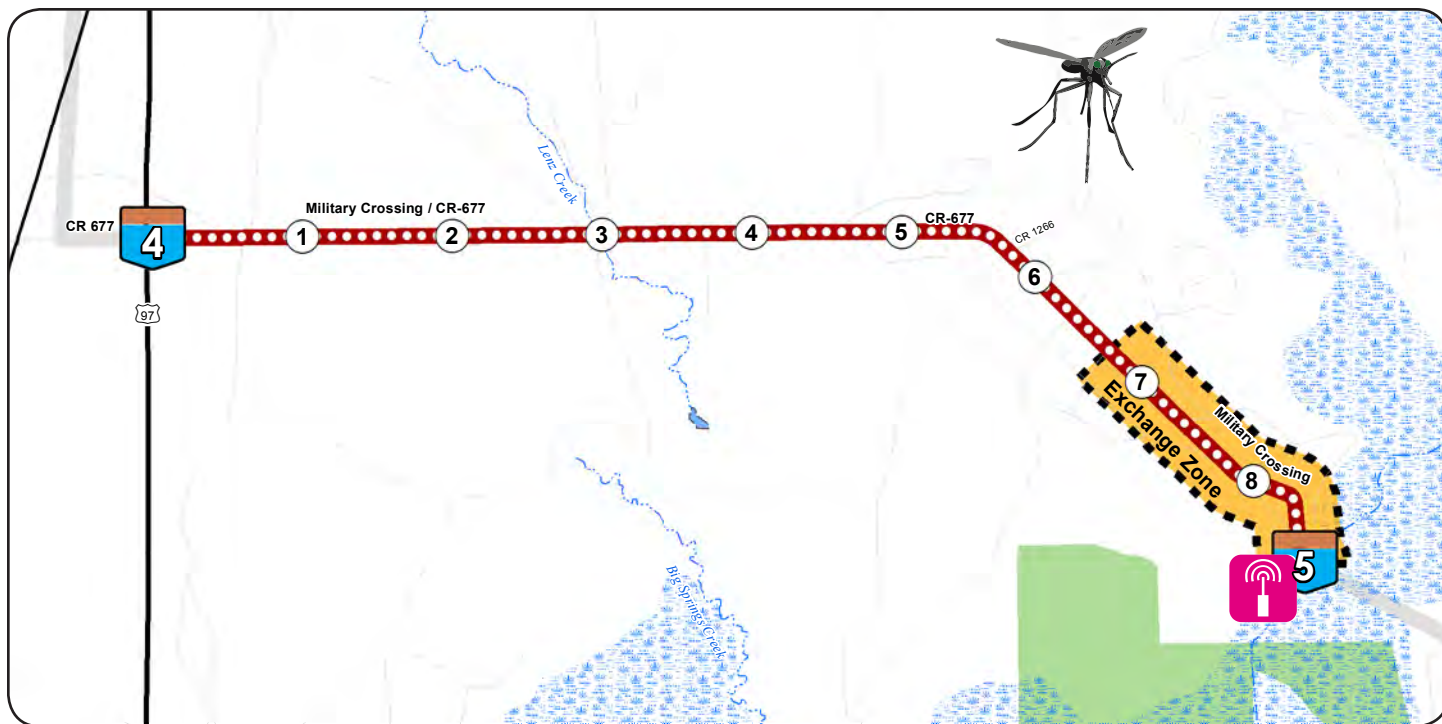 Lenz Creek
Military Crossing / CR-677
CR 677
4
1
2
3
4
5
CR-677
CR 1266
6
97
7
Exchange Zone
Military Crossing
8
5
Big Springs Creek